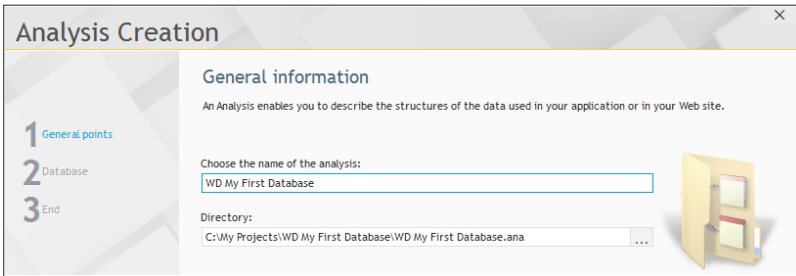 Analysis Creation
General information
An Analysis enables you to describe the structures of the data used in your application or in your Web site.
1 General points
2 Database
3 End
Choose the name of the analysis:
WD My First Database
Directory:
C:\My Projects\WD My First Database\WD My First Database.ana
...